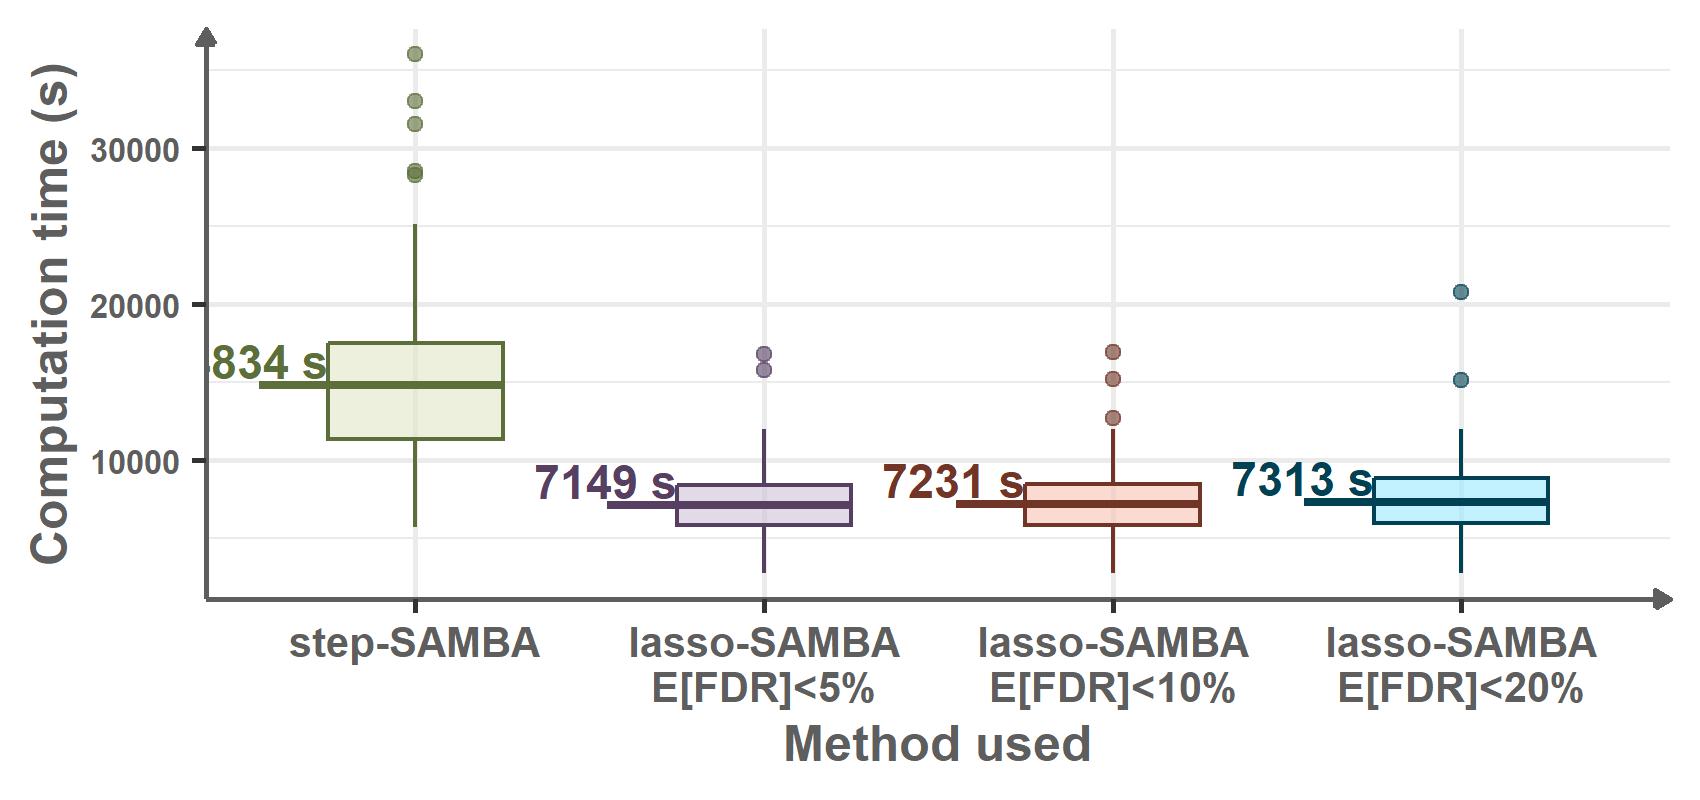 Computation time (s)
30000
20000
10000
834 s
7149 s
7231 s
7313 s
step-SAMBA
lasso-SAMBA
E[FDR]<5%
lasso-SAMBA
E[FDR]<10%
lasso-SAMBA
E[FDR]<20%
Method used